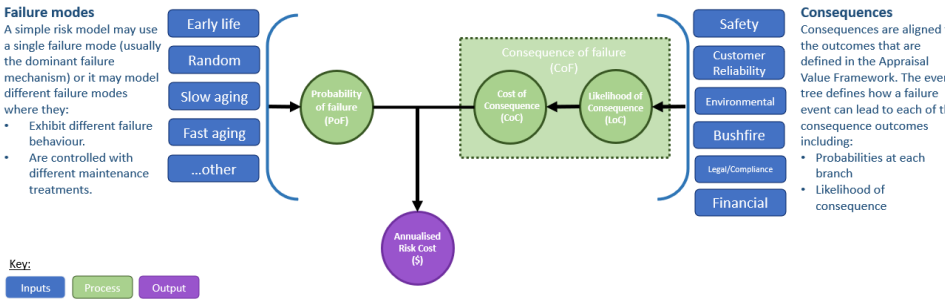 Failure modes
A simple risk model may use
a single failure mode (usually
the dominant failure
mechanism) or it may model
different failure modes
where they:
• Exhibit different failure
behaviour.
• Are controlled with
different maintenance
treatments.
Early life
Random
Slow aging
Fast aging
...other
Probability
of failure
(PoF)
Consequence of failure
(CoF)
Cost of
Consequence
(CoC)
Likelihood of
Consequence
(LoC)
Annualised
Risk Cost
($)
Safety
Customer
Reliability
Environmental
Bushfire
Legal/Compliance
Financial
Consequences
Consequences are aligned
the outcomes that are
defined in the Appraisal
Value Framework. The
tree defines how a failure
event can lead to each of
consequence outcomes
including:
• Probabilities at each
branch
• Likelihood of
consequence
Key:
Inputs
Process
Output